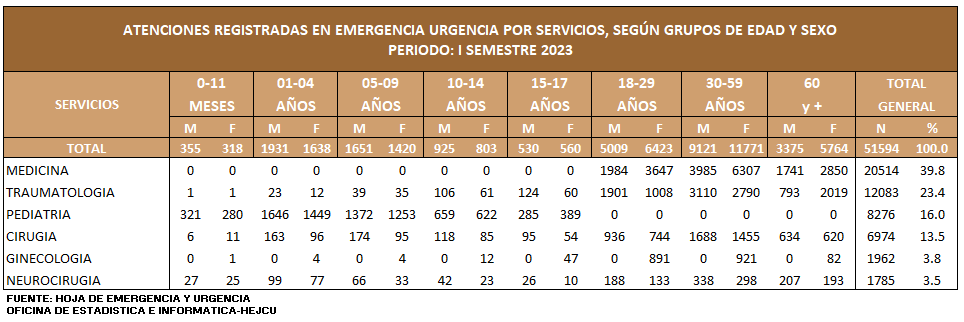 ATENCIONES REGISTRADAS EN EMERGENCIA URGENCIA POR SERVICIOS, SEGÚN GRUPOS DE EDAD Y SEXO
PERIODO: I SEMESTRE 2023
SERVICIOS 0-11 MESES 01-04 AÑOS 05-09 AÑOS 10-14 AÑOS 15-17 AÑOS 18-29 AÑOS 30-59 AÑOS 60 y + TOTAL GENERAL
M F M F M F M F M F M F M F M F N %
TOTAL 355 318 1931 1638 1651 1420 925 803 530 560 5009 6423 9121 11771 3375 5764 51594 100.0
MEDICINA 0 0 0 0 0 0 0 0 0 0 1984 3647 3985 6307 1741 2850 20514 39.8
TRAUMATOLOGIA 1 1 23 12 39 35 106 61 124 60 1901 1008 3110 2790 793 2019 12083 23.4
PEDIATRIA 321 280 1646 1449 1372 1253 659 622 285 389 0 0 0 0 0 0 8276 16.0
CIRUGIA 6 11 163 96 174 95 118 85 95 54 936 744 1688 1455 634 620 6974 13.5
GINECOLOGIA 0 1 0 4 0 4 0 12 0 47 0 891 0 921 0 82 1962 3.8
NEUROCIRUGIA 27 25 99 77 66 33 42 23 26 10 188 133 338 298 207 193 1785 3.5
FUENTE: HOJA DE EMERGENCIA Y URGENCIA
OFICINA DE ESTADISTICA E INFORMATICA-HEJCU